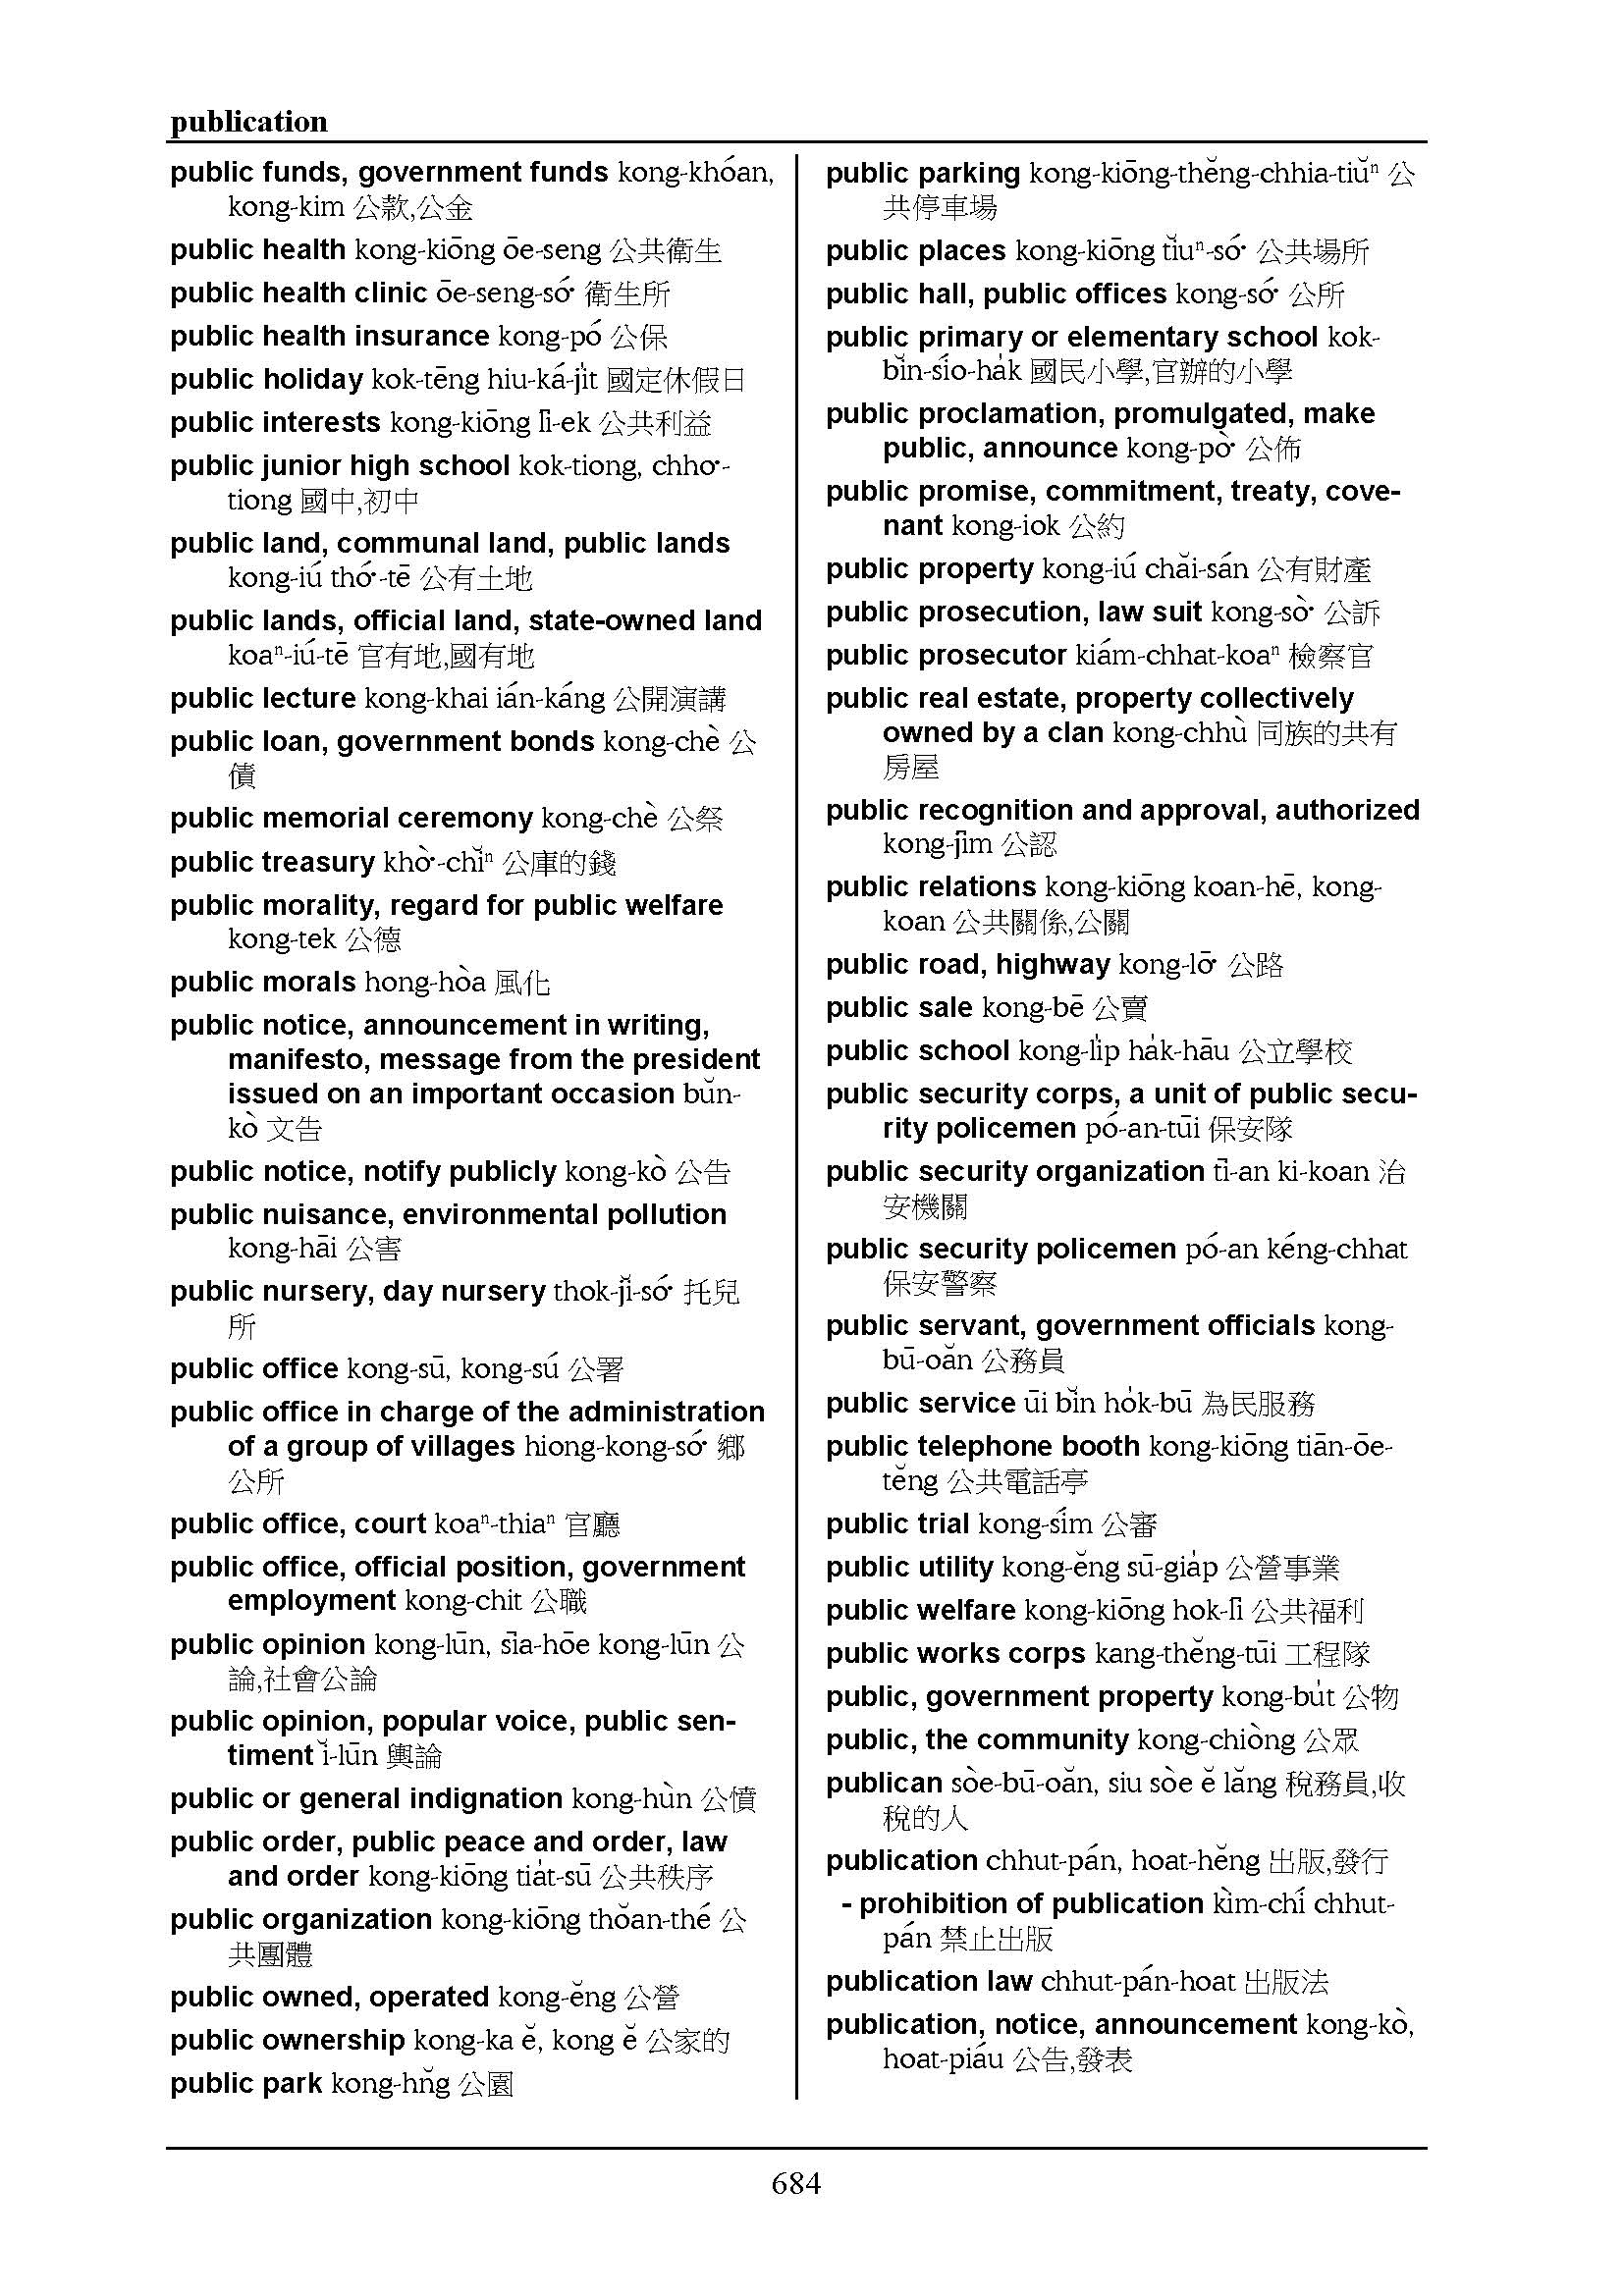 publication
public funds, government funds kong-khóan,
kong-kim 公款,公金
public health kong-kiōng ōe-seng 公共衛生
public health clinic ōe-seng-só͘ 衛生所
public health insurance kong-pó 公保
public holiday kok-tēng hiu-ká-ji̍t 國定休假日
public interests kong-kiōng lī-ek 公共利益
public junior high school kok-tiong, chho͘-
tiong 國中,初中
public land, communal land, public lands
kong-iú thó͘-tē 公有土地
public lands, official land, state-owned land
koaⁿ-iú-tē 官有地,國有地
public lecture kong-khai ián-káng 公開演講
public loan, government bonds kong-chè 公
債
public memorial ceremony kong-chè 公祭
public treasury khò͘-chĭⁿ 公庫的錢
public morality, regard for public welfare
kong-tek 公德
public morals hong-hòa 風化
public notice, announcement in writing,
manifesto, message from the president
issued on an important occasion bŭn-
kò 文告
public notice, notify publicly kong-kò 公告
public nuisance, environmental pollution
kong-hāi 公害
public nursery, day nursery thok-jĭ-só͘ 托兒
所
public office kong-sū, kong-sú 公署
public office in charge of the administration
of a group of villages hiong-kong-só͘ 鄉
公所
public office, court koaⁿ-thiaⁿ 官廳
public office, official position, government
employment kong-chit 公職
public opinion kong-lūn, sīa-hōe kong-lūn 公
論,社會公論
public opinion, popular voice, public sen-
timent ĭ-lūn 輿論
public or general indignation kong-hùn 公憤
public order, public peace and order, law
and order kong-kiōng tia̍t-sū 公共秩序
public organization kong-kiōng thŏan-thé 公
共團體
public owned, operated kong-ĕng 公營
public ownership kong-ka ĕ, kong ĕ 公家的
public park kong-hn̆g 公園
public parking kong-kiōng-thĕng-chhia-tiŭⁿ 公
共停車場
public places kong-kiōng tĭuⁿ-só͘ 公共場所
public hall, public offices kong-só͘ 公所
public primary or elementary school kok-
bĭn-sío-ha̍k 國民小學,官辦的小學
public proclamation, promulgated, make
public, announce kong-pò͘ 公佈
public promise, commitment, treaty, cove-
nant kong-iok 公約
public property kong-iú chăi-sán 公有財產
public prosecution, law suit kong-sò͘ 公訴
public prosecutor kiám-chhat-koaⁿ 檢察官
public real estate, property collectively
owned by a clan kong-chhù 同族的共有
房屋
public recognition and approval, authorized
kong-jīm 公認
public relations kong-kiōng koan-hē, kong-
koan 公共關係,公關
public road, highway kong-lō͘ 公路
public sale kong-bē 公賣
public school kong-li̍p ha̍k-hāu 公立學校
public security corps, a unit of public secu-
rity policemen pó-an-tūi 保安隊
public security organization tī-an ki-koan 治
安機關
public security policemen pó-an kéng-chhat
保安警察
public servant, government officials kong-
bū-oăn 公務員
public service ūi bĭn ho̍k-bū 為民服務
public telephone booth kong-kiōng tiān-ōe-
tĕng 公共電話亭
public trial kong-sím 公審
public utility kong-ĕng sū-gia̍p 公營事業
public welfare kong-kiōng hok-lī 公共福利
public works corps kang-thĕng-tūi 工程隊
public, government property kong-bu̍t 公物
public, the community kong-chiòng 公眾
publican sòe-bū-oăn, siu sòe ĕ lăng 稅務員,收
稅的人
publication chhut-pán, hoat-hĕng 出版,發行
- prohibition of publication kìm-chí chhut-
pán 禁止出版
publication law chhut-pán-hoat 出版法
publication, notice, announcement kong-kò,
hoat-piáu 公告,發表
684